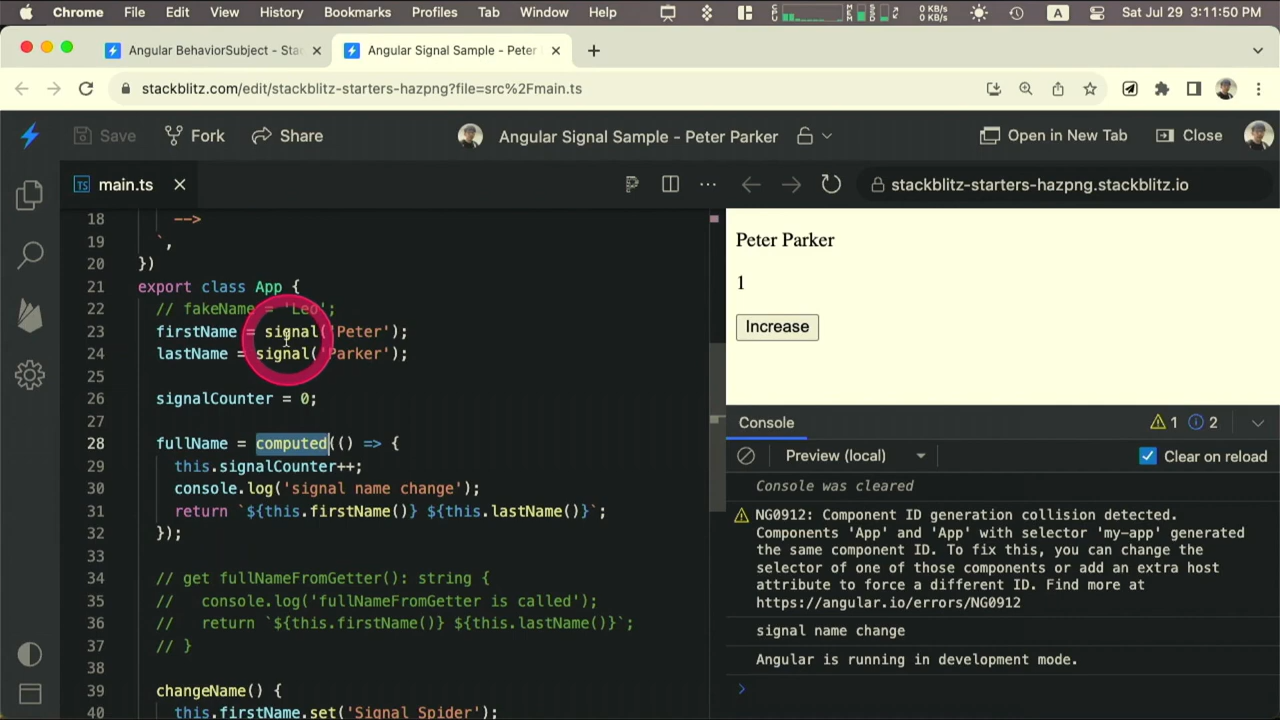 Chrome File Edit View History Bookmarks Profiles Tab Window Help 0 KB/s 0 KB/s A Sat Jul 29 3:11:50 PM
Angular BehaviorSubject - Stac Angular Signal Sample - Peter
stackblitz.com/edit/stackblitz-starters-hazpng?file=src%2Fmain.ts
Save Fork Share Angular Signal Sample - Peter Parker Open in New Tab Close
TS main.ts stackblitz-starters-hazpng.stackblitz.io
18 -->
19 `,
20 })
21 export class App {
22 // fakeName = 'Leo';
23 firstName = signal('Peter');
24 lastName = signal('Parker');
25
26 signalCounter = 0;
27
28 fullName = computed(() => {
29 this.signalCounter++;
30 console.log('signal name change');
31 return `${this.firstName()} ${this.lastName()}`;
32 });
33
34 // get fullNameFromGetter(): string {
35 // console.log('fullNameFromGetter is called');
36 // return `${this.firstName()} ${this.lastName()}`;
37 // }
38
39 changeName() {
40 this.firstName.set('Signal Spider');
Peter Parker
1
Increase
Console 1 2
Preview (local) Clear on reload
Console was cleared
NG0912: Component ID generation collision detected.
Components 'App' and 'App' with selector 'my-app' generated
the same component ID. To fix this, you can change the
selector of one of those components or add an extra host
attribute to force a different ID. Find more at
https://angular.io/errors/NG0912
signal name change
Angular is running in development mode.